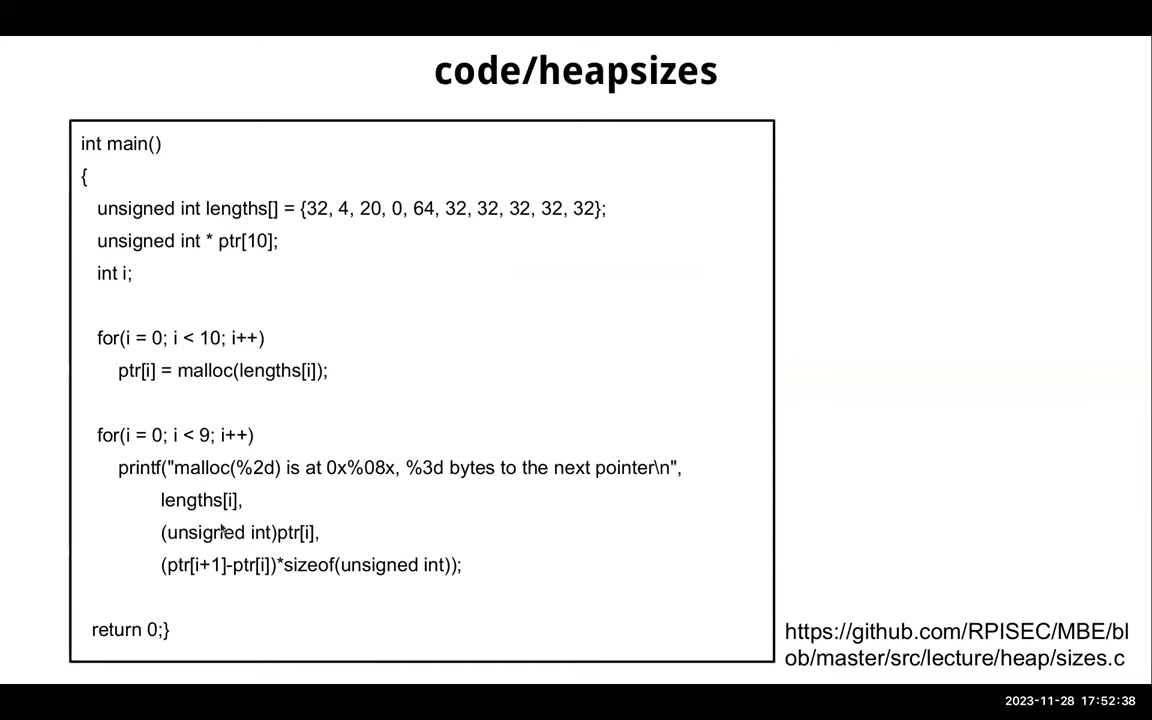 code/heapsizes
int main()
{
unsigned int lengths[] = {32, 4, 20, 0, 64, 32, 32, 32, 32, 32};
unsigned int * ptr[10];
int i;
for(i = 0; i < 10; i++)
ptr[i] = malloc(lengths[i]);
for(i = 0; i < 9; i++)
printf("malloc(%2d) is at 0x%08x, %3d bytes to the next pointer\n",
lengths[i],
(unsigned int)ptr[i],
(ptr[i+1]-ptr[i])*sizeof(unsigned int));
return 0;}
https://github.com/RPISEC/MBE/bl
ob/master/src/lecture/heap/sizes.c
2023-11-28 17:52:38